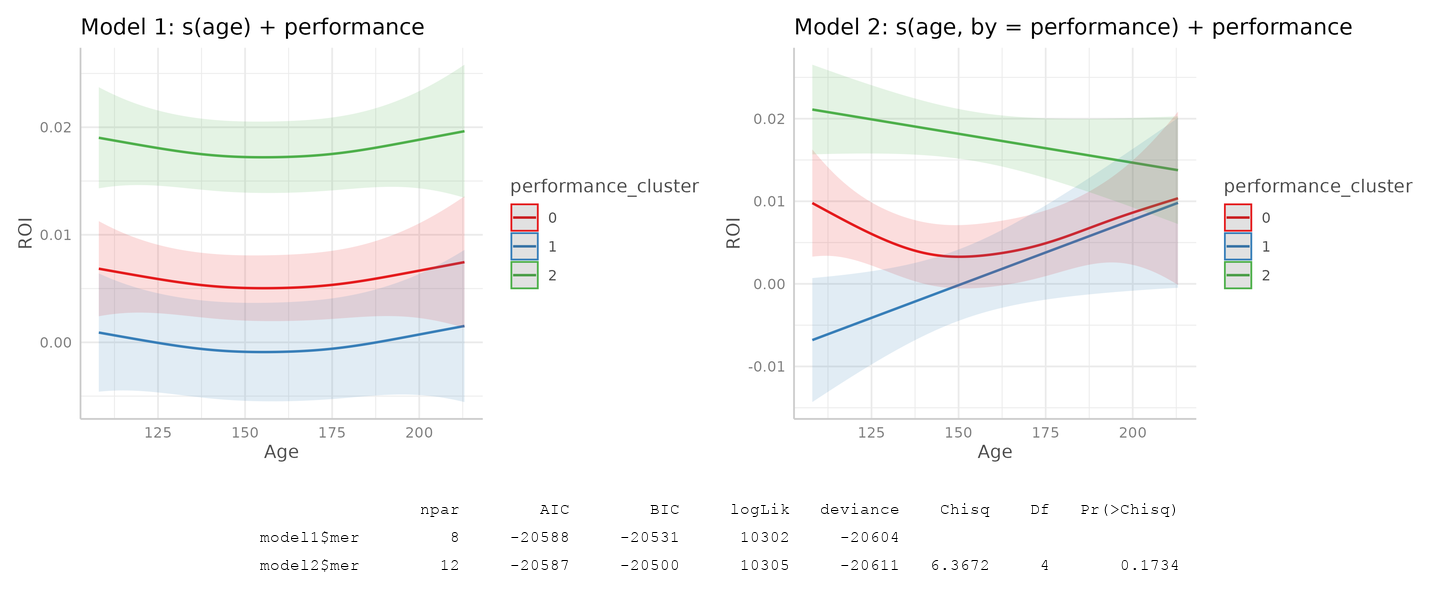 Model 1: s(age) + performance
0.02
0.01
0.00
ROI
125 150 175 200
Age
performance_cluster
0
1
2
Model 2: s(age, by = performance) + performance
0.02
0.01
0.00
-0.01
ROI
125 150 175 200
Age
performance_cluster
0
1
2
npar AIC BIC logLik deviance Chisq Df Pr(>Chisq)
model1$mer 8 -20588 -20531 10302 -20604
model2$mer 12 -20587 -20500 10305 -20611 6.3672 4 0.1734